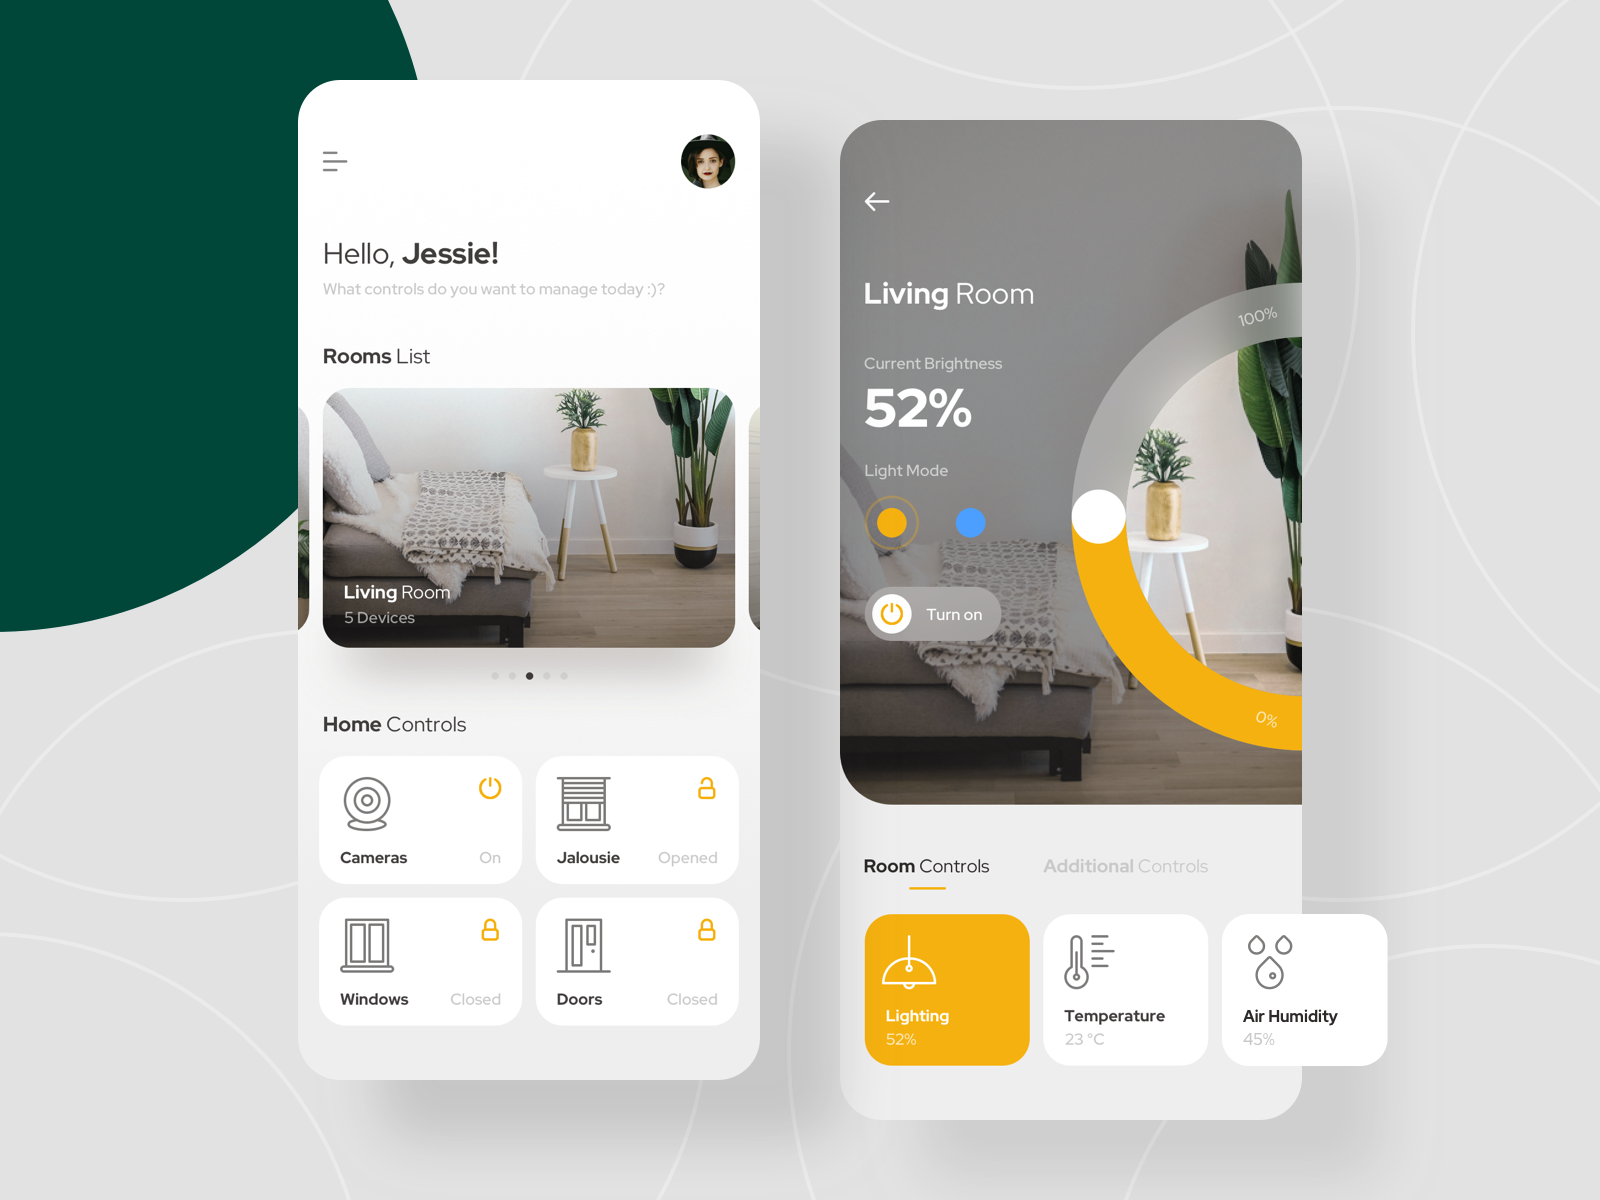 Hello, Jessie!
What controls do you want to manage today :)?
Rooms List
Living Room
5 Devices
Home Controls
Cameras
On
Jalousie
Opened
Windows
Closed
Doors
Closed
Living Room
Current Brightness
52%
Light Mode
Turn on
100%
0%
Room Controls
Additional Controls
Lighting
52%
Temperature
23 °C
Air Humidity
45%